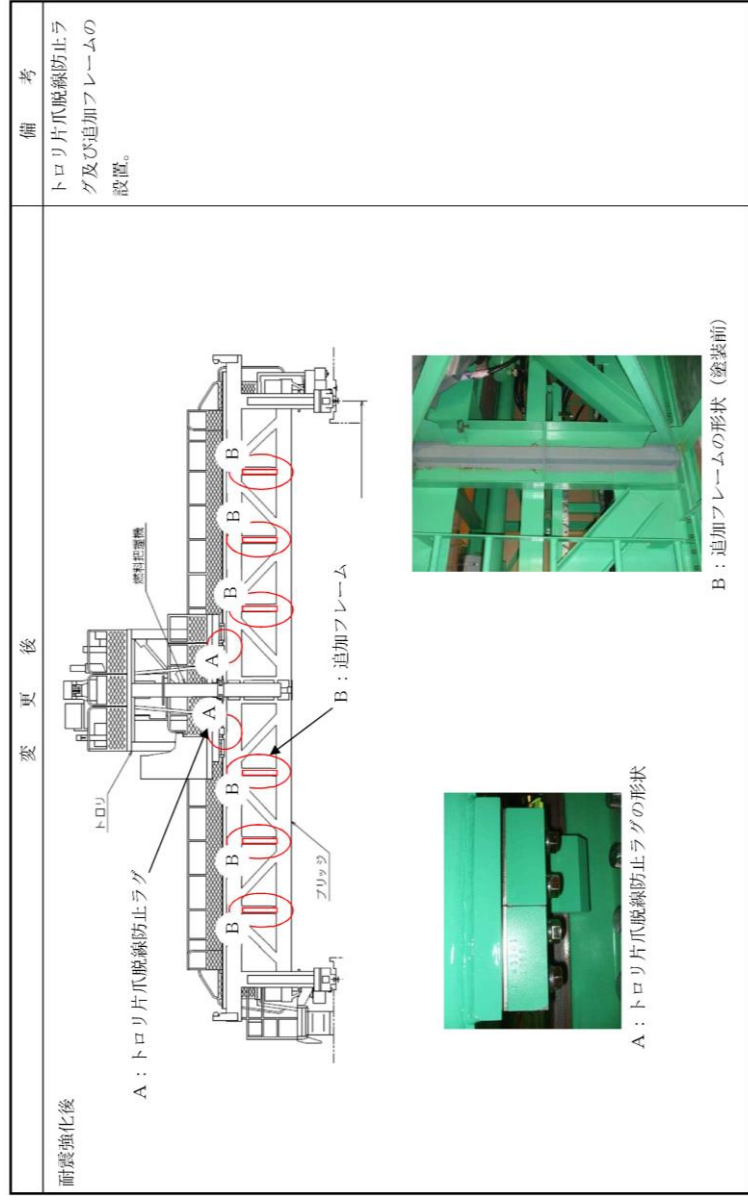 変更後
備考
耐震強化後
トロリ片爪脱線防止ラ
グ及び追加フレームの
設置。
トロリ
燃料把握機
A：トロリ片爪脱線防止ラグ
A
A
B
B
B
B
B
B
B：追加フレーム
ブリッジ
A：トロリ片爪脱線防止ラグの形状
B：追加フレームの形状（塗装前）